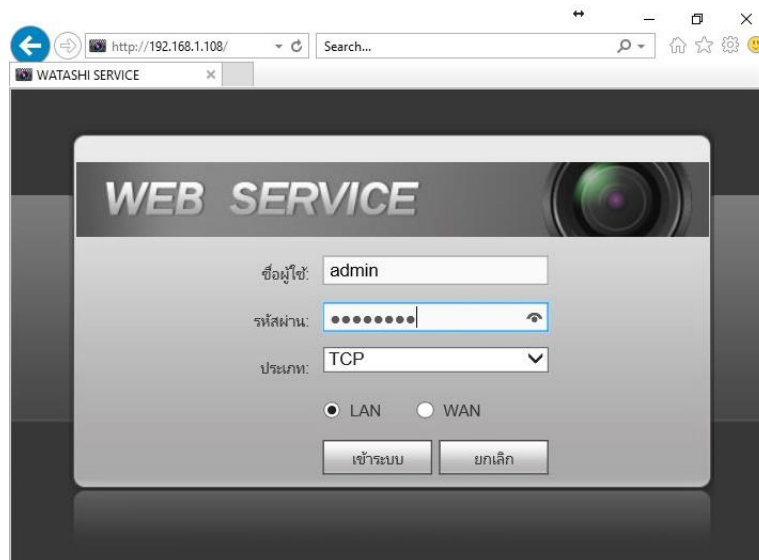 http://192.168.1.108/ Search...
WATASHI SERVICE
WEB SERVICE
ชื่อผู้ใช้: admin
รหัสผ่าน: ●●●●●●●●
ประเภท: TCP
LAN WAN
เข้าระบบ ยกเลิก